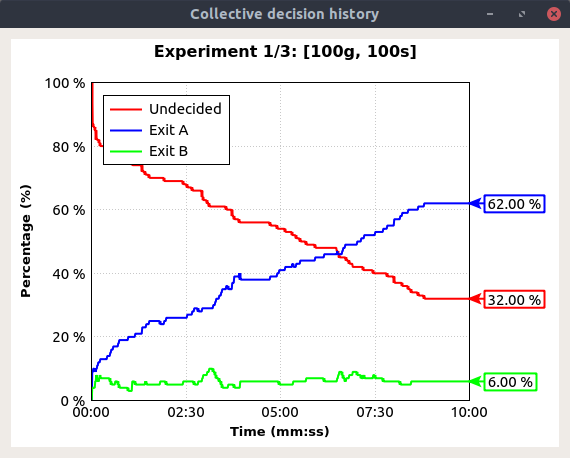 Collective decision history
Experiment 1/3: [100g, 100s]
100 %
80 %
60 %
40 %
20 %
0 %
Percentage (%)
Undecided
Exit A
Exit B
62.00 %
32.00 %
6.00 %
00:00
02:30
05:00
07:30
10:00
Time (mm:ss)